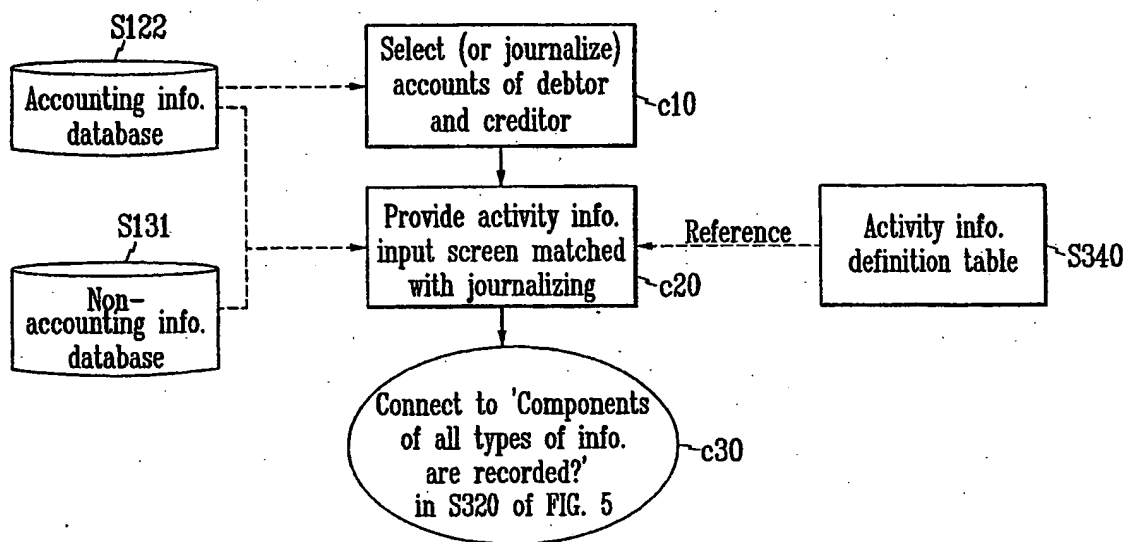 S122
Accounting info.
database
Select (or journalize)
accounts of debtor
and creditor
c10
S131
Non-
accounting info.
database
Provide activity info.
input screen matched
with journalizing
c20
Reference
Activity info.
definition table
S340
Connect to 'Components
of all types of info.
are recorded?'
in S320 of FIG. 5
c30